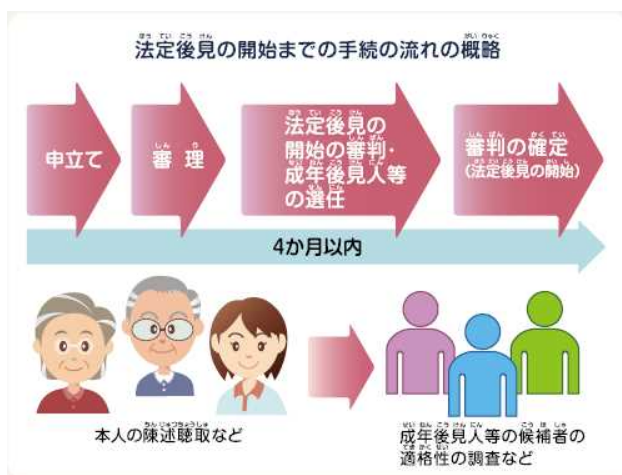 法定後見の開始までの手続の流れの概略
申立て
審理
法定後見の
開始の審判・
成年後見人等
の選任
審判の確定
(法定後見の開始)
4か月以内
本人の陳述聴取など
成年後見人等の候補者の
適格性の調査など